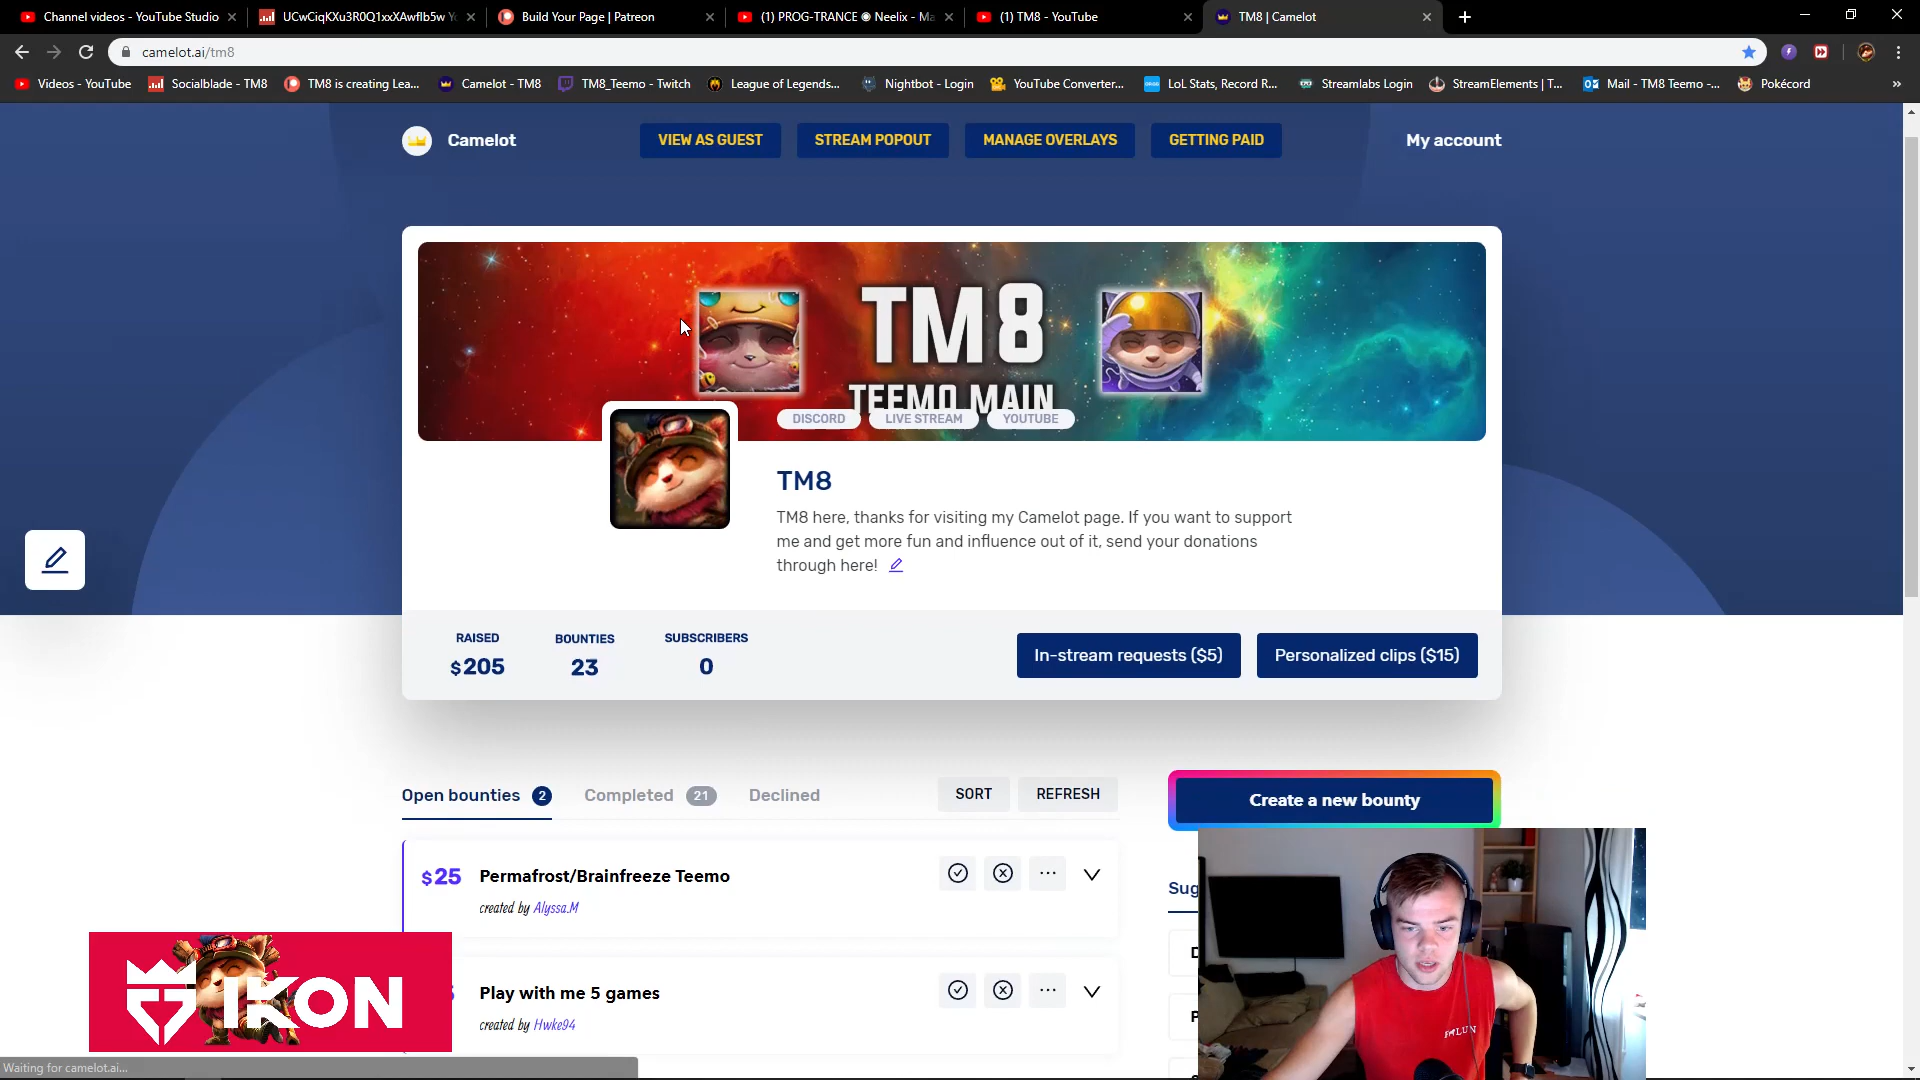 Channel videos - YouTube Studio
UCwCiqKXu3R0Q1xxXAwflb5w
Build Your Page | Patreon
(1) PROG-TRANCE ◉ Neelix - Ma
(1) TM8 - YouTube
TM8 | Camelot
camelot.ai/tm8
Videos - YouTube
Socialblade - TM8
TM8 is creating Lea...
Camelot - TM8
TM8_Teemo - Twitch
League of Legends...
Nightbot - Login
YouTube Converter...
LoL Stats, Record R...
Streamlabs Login
StreamElements | T...
Mail - TM8 Teemo -...
Pokécord
»
Camelot
VIEW AS GUEST
STREAM POPOUT
MANAGE OVERLAYS
GETTING PAID
My account
TM8
TEEMO MAIN
DISCORD
LIVE STREAM
YOUTUBE
TM8
TM8 here, thanks for visiting my Camelot page. If you want to support
me and get more fun and influence out of it, send your donations
through here!
RAISED
$205
BOUNTIES
23
SUBSCRIBERS
0
In-stream requests ($5)
Personalized clips ($15)
Open bounties 2
Completed 21
Declined
SORT
REFRESH
Create a new bounty
$25
Permafrost/Brainfreeze Teemo
created by Alyssa.M
Play with me 5 games
created by Hwke94
Sug
IKON
Waiting for camelot.ai...